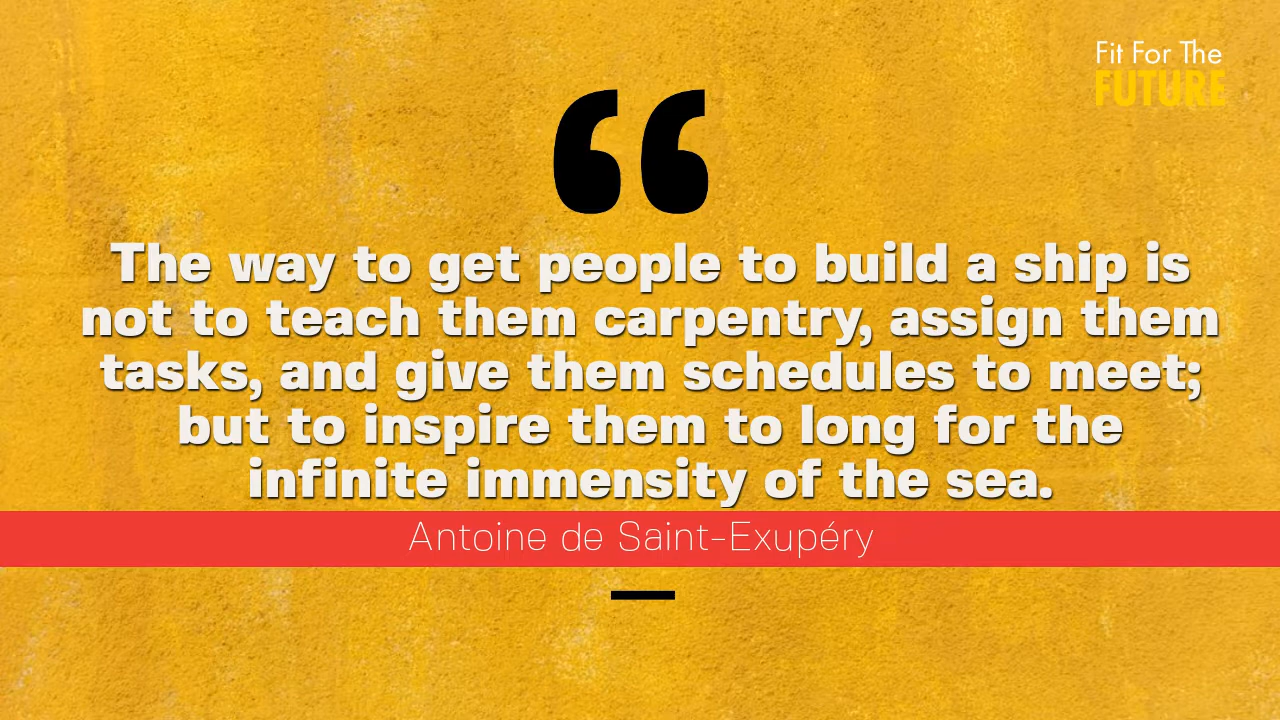 Fit For The
FUTURE
“
The way to get people to build a ship is
not to teach them carpentry, assign them
tasks, and give them schedules to meet;
but to inspire them to long for the
infinite immensity of the sea.
Antoine de Saint-Exupéry